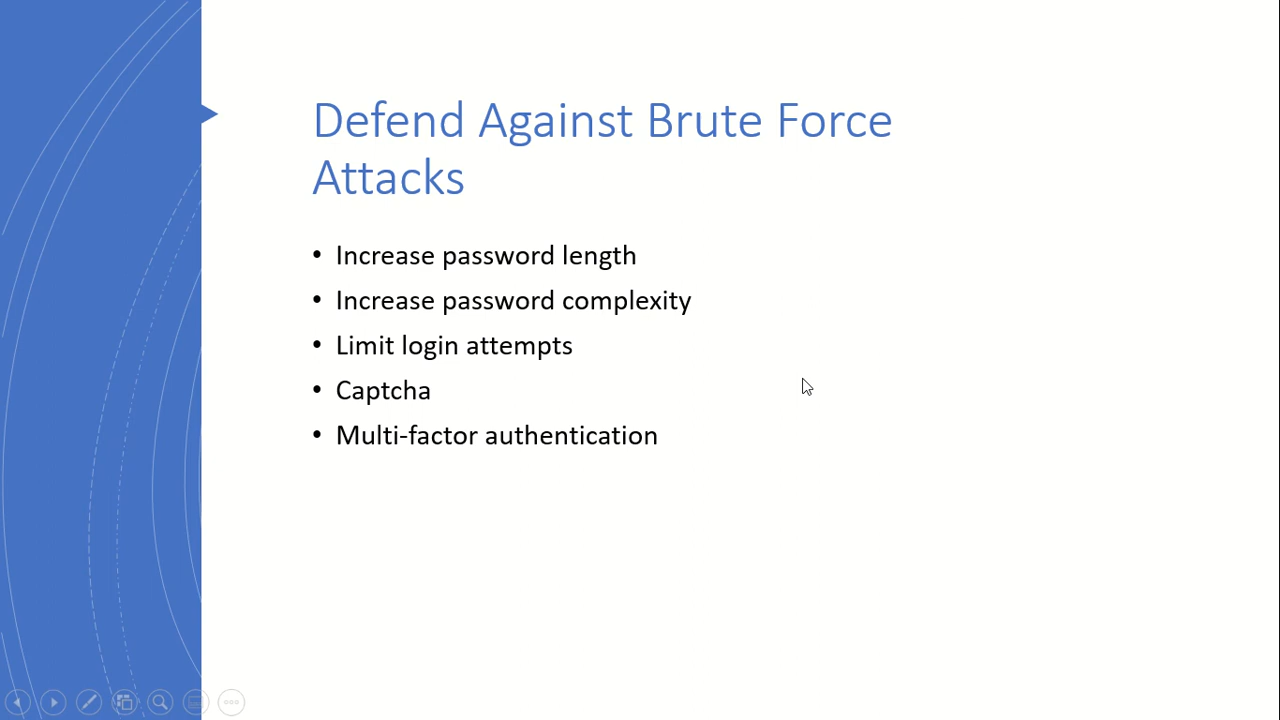 Defend Against Brute Force
Attacks
• Increase password length
• Increase password complexity
• Limit login attempts
• Captcha
• Multi-factor authentication